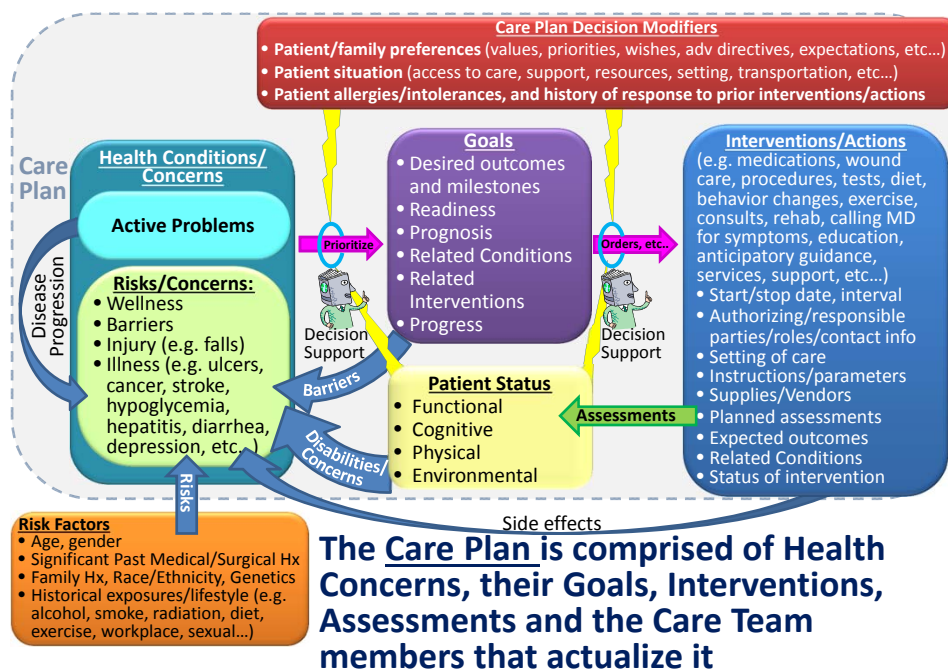 Care Plan Decision Modifiers
• Patient/family preferences (values, priorities, wishes, adv directives, expectations, etc…)
• Patient situation (access to care, support, resources, setting, transportation, etc…)
• Patient allergies/intolerances, and history of response to prior interventions/actions
Care
Plan
Health Conditions/
Concerns
Active Problems
Risks/Concerns:
• Wellness
• Barriers
• Injury (e.g. falls)
• Illness (e.g. ulcers,
cancer, stroke,
hypoglycemia,
hepatitis, diarrhea,
depression, etc…)
Disease
Progression
Prioritize
Decision
Support
Goals
• Desired outcomes
and milestones
• Readiness
• Prognosis
• Related Conditions
• Related
Interventions
• Progress
Orders, etc..
Decision
Support
Interventions/Actions
(e.g. medications, wound
care, procedures, tests, diet,
behavior changes, exercise,
consults, rehab, calling MD
for symptoms, education,
anticipatory guidance,
services, support, etc…)
• Start/stop date, interval
• Authorizing/responsible
parties/roles/contact info
• Setting of care
• Instructions/parameters
• Supplies/Vendors
• Planned assessments
• Expected outcomes
• Related Conditions
• Status of intervention
Barriers
Patient Status
• Functional
• Cognitive
• Physical
• Environmental
Assessments
Disabilities/
Concerns
Risks
Side effects
Risk Factors
• Age, gender
• Significant Past Medical/Surgical Hx
• Family Hx, Race/Ethnicity, Genetics
• Historical exposures/lifestyle (e.g.
alcohol, smoke, radiation, diet,
exercise, workplace, sexual…)
The Care Plan is comprised of Health
Concerns, their Goals, Interventions,
Assessments and the Care Team
members that actualize it